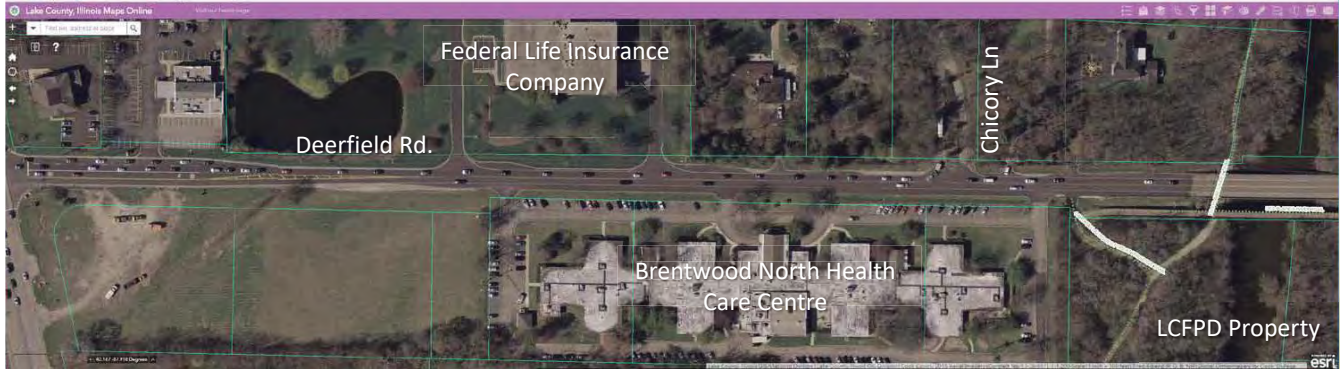 Lake County, Illinois Maps Online
Federal Life Insurance
Company
Chicory Ln
Deerfield Rd.
Brentwood North Health
Care Centre
LCFPD Property
esri